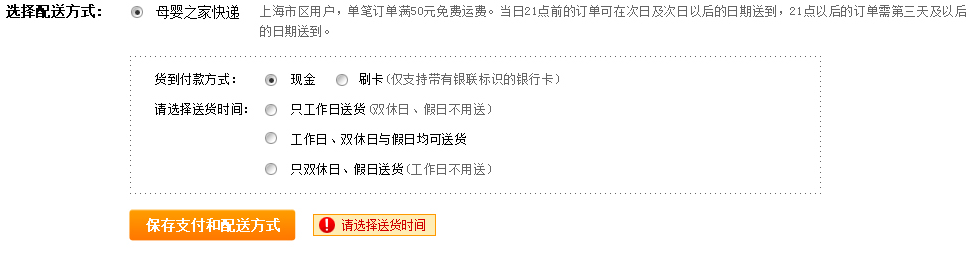 选择配送方式： 母婴之家快递 上海市区用户，单笔订单满50元免费运费。当日21点前的订单可在次日及次日以后的日期送到，21点以后的订单需第三天及以后
的日期送到。
货到付款方式： 现金 刷卡(仅支持带有银联标识的银行卡)
请选择送货时间： 只工作日送货(双休日、假日不用送)
工作日、双休日与假日均可送货
只双休日、假日送货(工作日不用送)
保存支付和配送方式 请选择送货时间